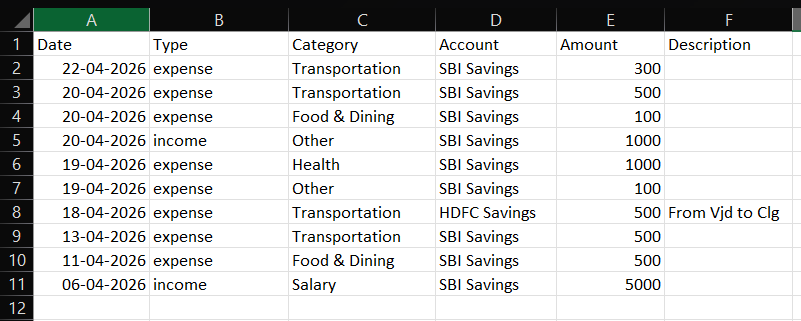 A B C D E F
1 Date Type Category Account Amount Description
2 22-04-2026 expense Transportation SBI Savings 300
3 20-04-2026 expense Transportation SBI Savings 500
4 20-04-2026 expense Food & Dining SBI Savings 100
5 20-04-2026 income Other SBI Savings 1000
6 19-04-2026 expense Health SBI Savings 1000
7 19-04-2026 expense Other SBI Savings 100
8 18-04-2026 expense Transportation HDFC Savings 500 From Vjd to Clg
9 13-04-2026 expense Transportation SBI Savings 500
10 11-04-2026 expense Food & Dining SBI Savings 500
11 06-04-2026 income Salary SBI Savings 5000
12